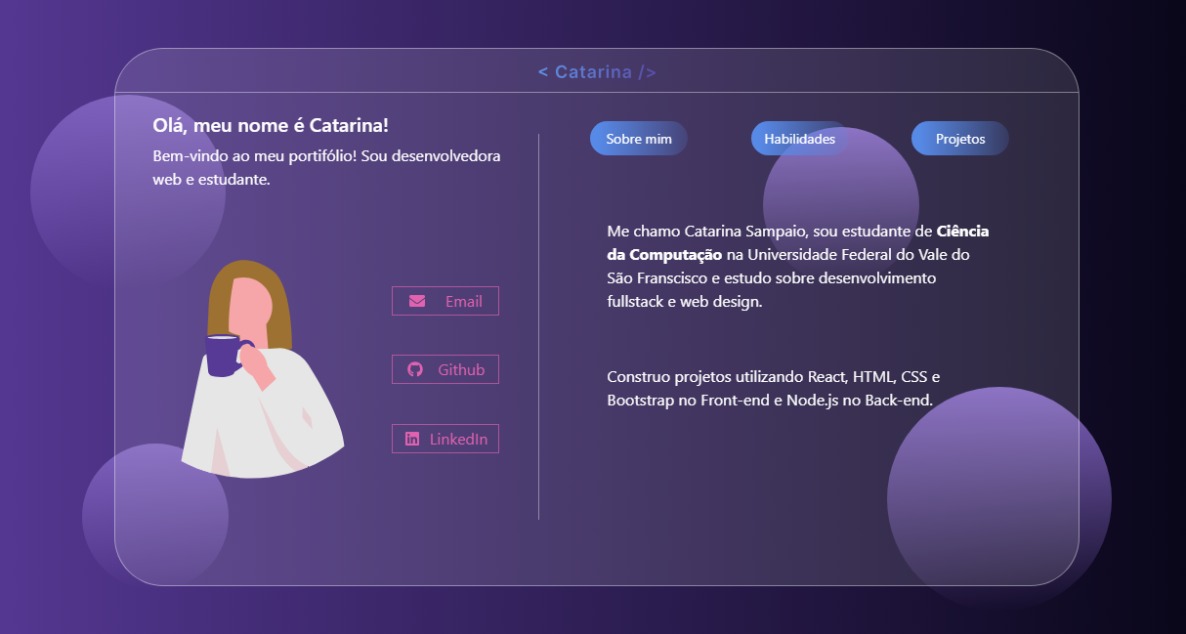 < Catarina />
Olá, meu nome é Catarina!
Bem-vindo ao meu portifólio! Sou desenvolvedora
web e estudante.
Email
Github
LinkedIn
Sobre mim
Habilidades
Projetos
Me chamo Catarina Sampaio, sou estudante de Ciência
da Computação na Universidade Federal do Vale do
São Franscisco e estudo sobre desenvolvimento
fullstack e web design.
Construo projetos utilizando React, HTML, CSS e
Bootstrap no Front-end e Node.js no Back-end.